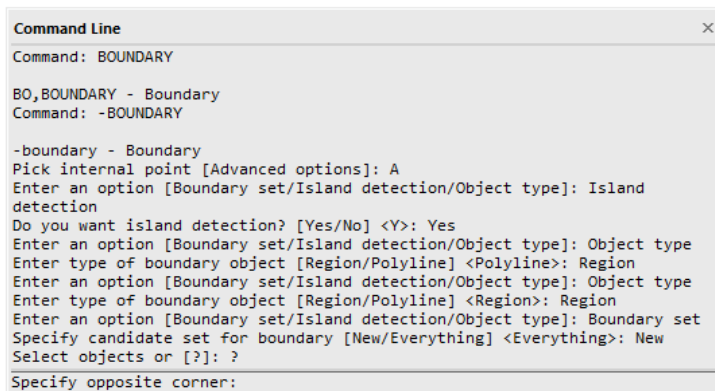 Command Line
Command: BOUNDARY
BO,BOUNDARY - Boundary
Command: -BOUNDARY
-boundary - Boundary
Pick internal point [Advanced options]: A
Enter an option [Boundary set/Island detection/Object type]: Island
detection
Do you want island detection? [Yes/No] <Y>: Yes
Enter an option [Boundary set/Island detection/Object type]: Object type
Enter type of boundary object [Region/Polyline] <Polyline>: Region
Enter an option [Boundary set/Island detection/Object type]: Object type
Enter type of boundary object [Region/Polyline] <Region>: Region
Enter an option [Boundary set/Island detection/Object type]: Boundary set
Specify candidate set for boundary [New/Everything] <Everything>: New
Select objects or [?]: ?
Specify opposite corner: